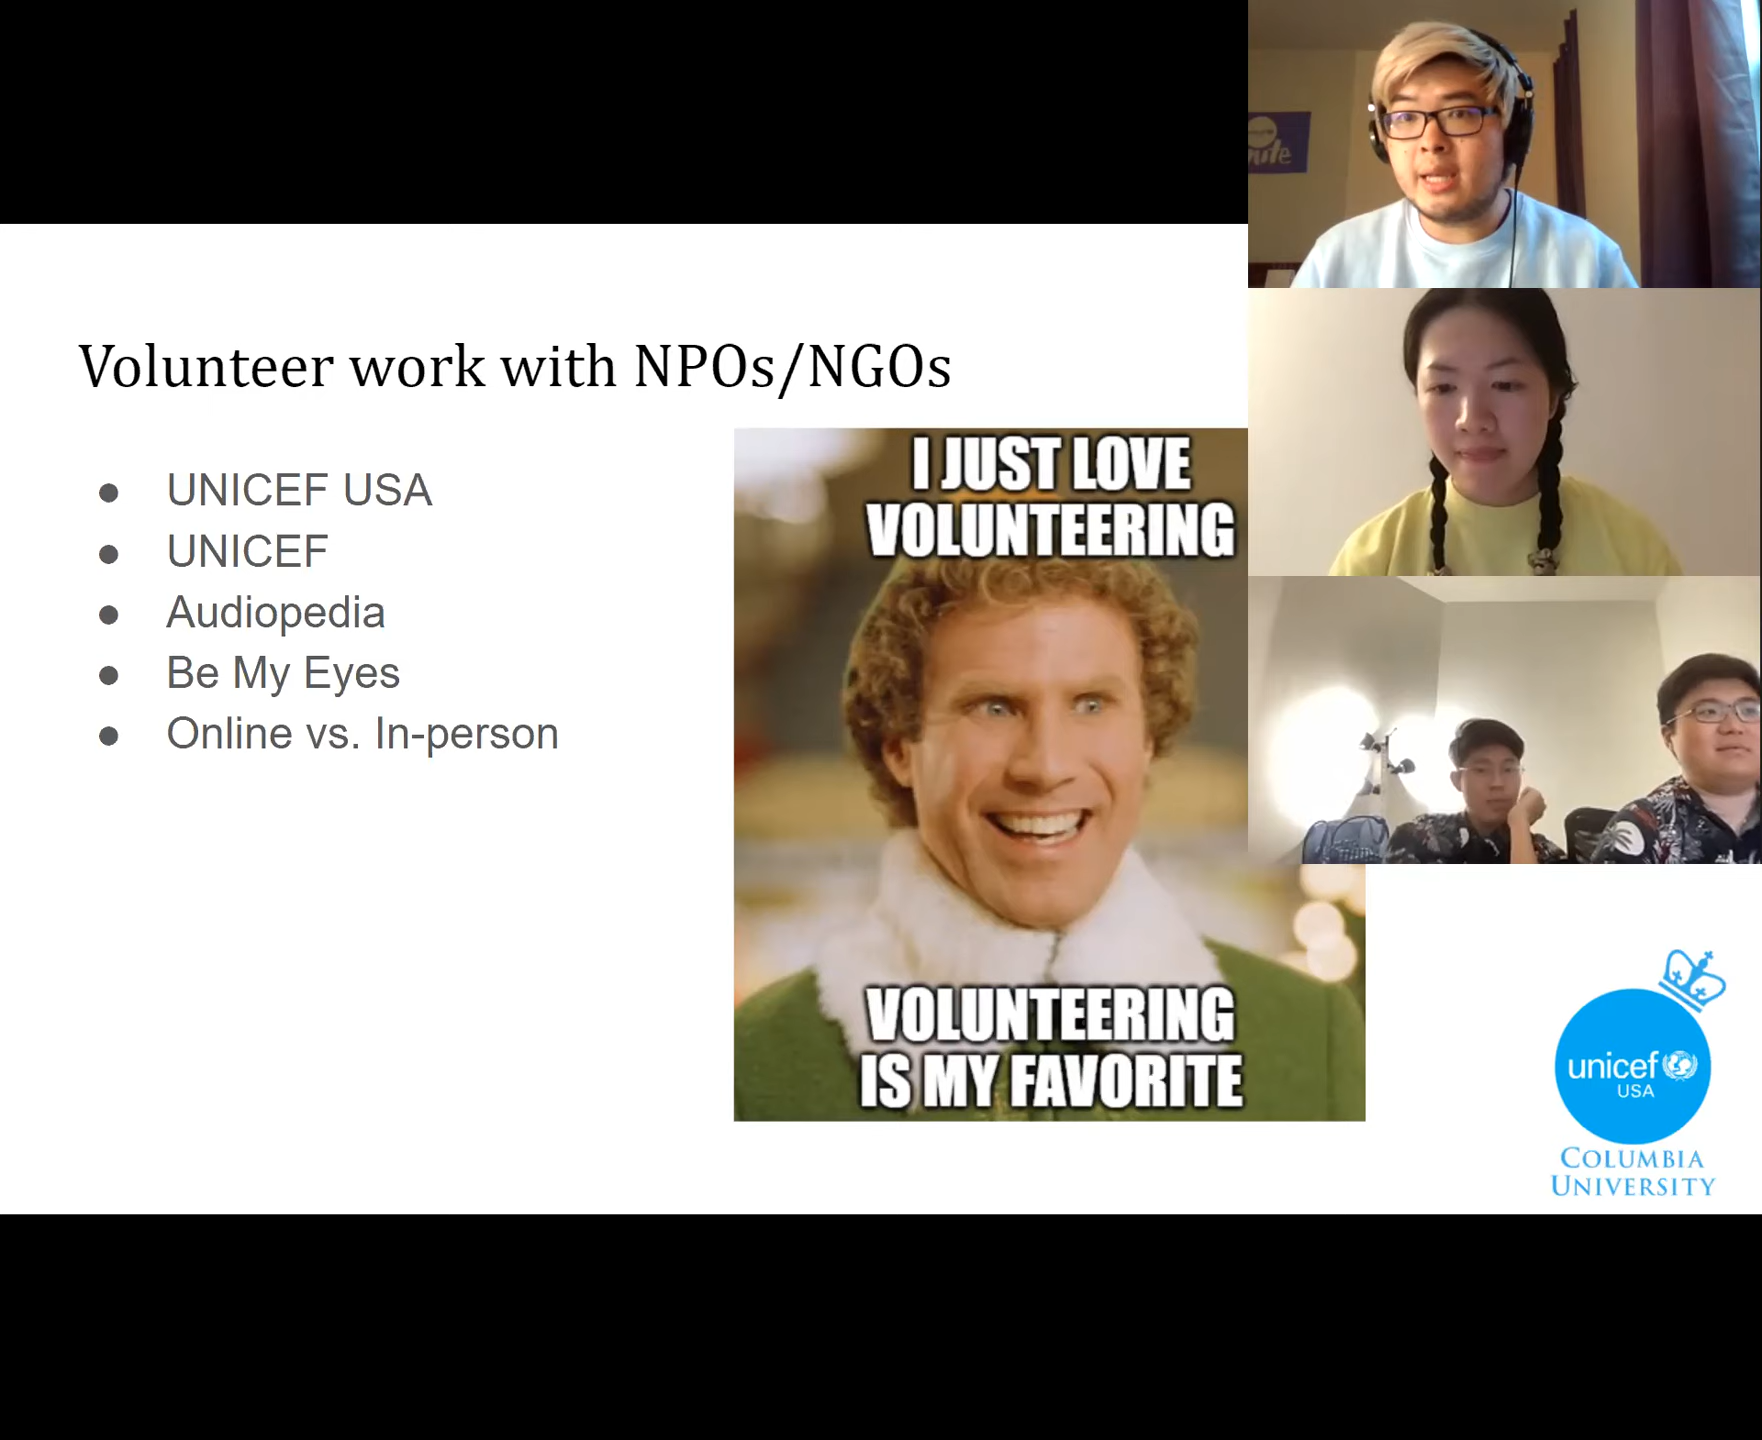 Volunteer work with NPOs/NGOs
● UNICEF USA
● UNICEF
● Audiopedia
● Be My Eyes
● Online vs. In-person
I JUST LOVE
VOLUNTEERING
VOLUNTEERING
IS MY FAVORITE
unicef
USA
COLUMBIA
UNIVERSITY